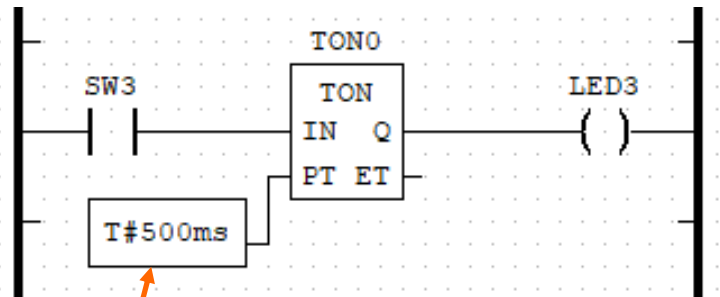 TON0
SW3
TON
LED3
IN Q
PT ET
T#500ms